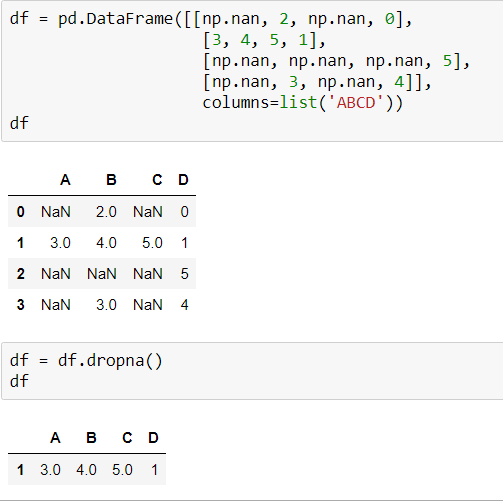 df = pd.DataFrame([[np.nan, 2, np.nan, 0],
[3, 4, 5, 1],
[np.nan, np.nan, np.nan, 5],
[np.nan, 3, np.nan, 4]],
columns=list('ABCD'))
df
A B C D
0 NaN 2.0 NaN 0
1 3.0 4.0 5.0 1
2 NaN NaN NaN 5
3 NaN 3.0 NaN 4
df = df.dropna()
df
A B C D
1 3.0 4.0 5.0 1